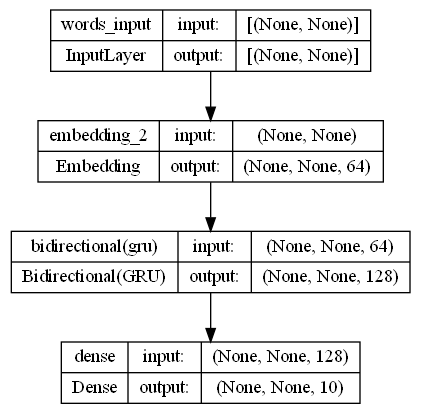 words_input input: [(None, None)]
InputLayer output: [(None, None)]
embedding_2 input: (None, None)
Embedding output: (None, None, 64)
bidirectional(gru) input: (None, None, 64)
Bidirectional(GRU) output: (None, None, 128)
dense input: (None, None, 128)
Dense output: (None, None, 10)